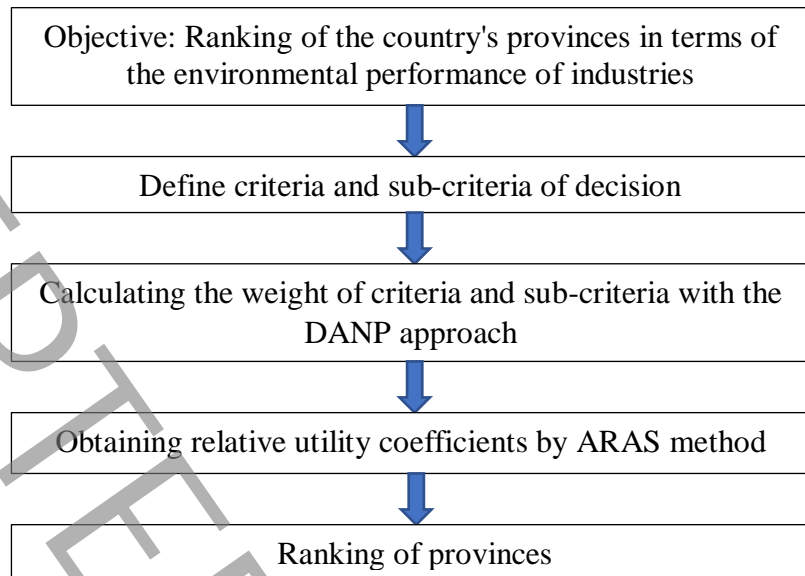 Objective: Ranking of the country's provinces in terms of
the environmental performance of industries
Define criteria and sub-criteria of decision
Calculating the weight of criteria and sub-criteria with the
DANP approach
Obtaining relative utility coefficients by ARAS method
Ranking of provinces